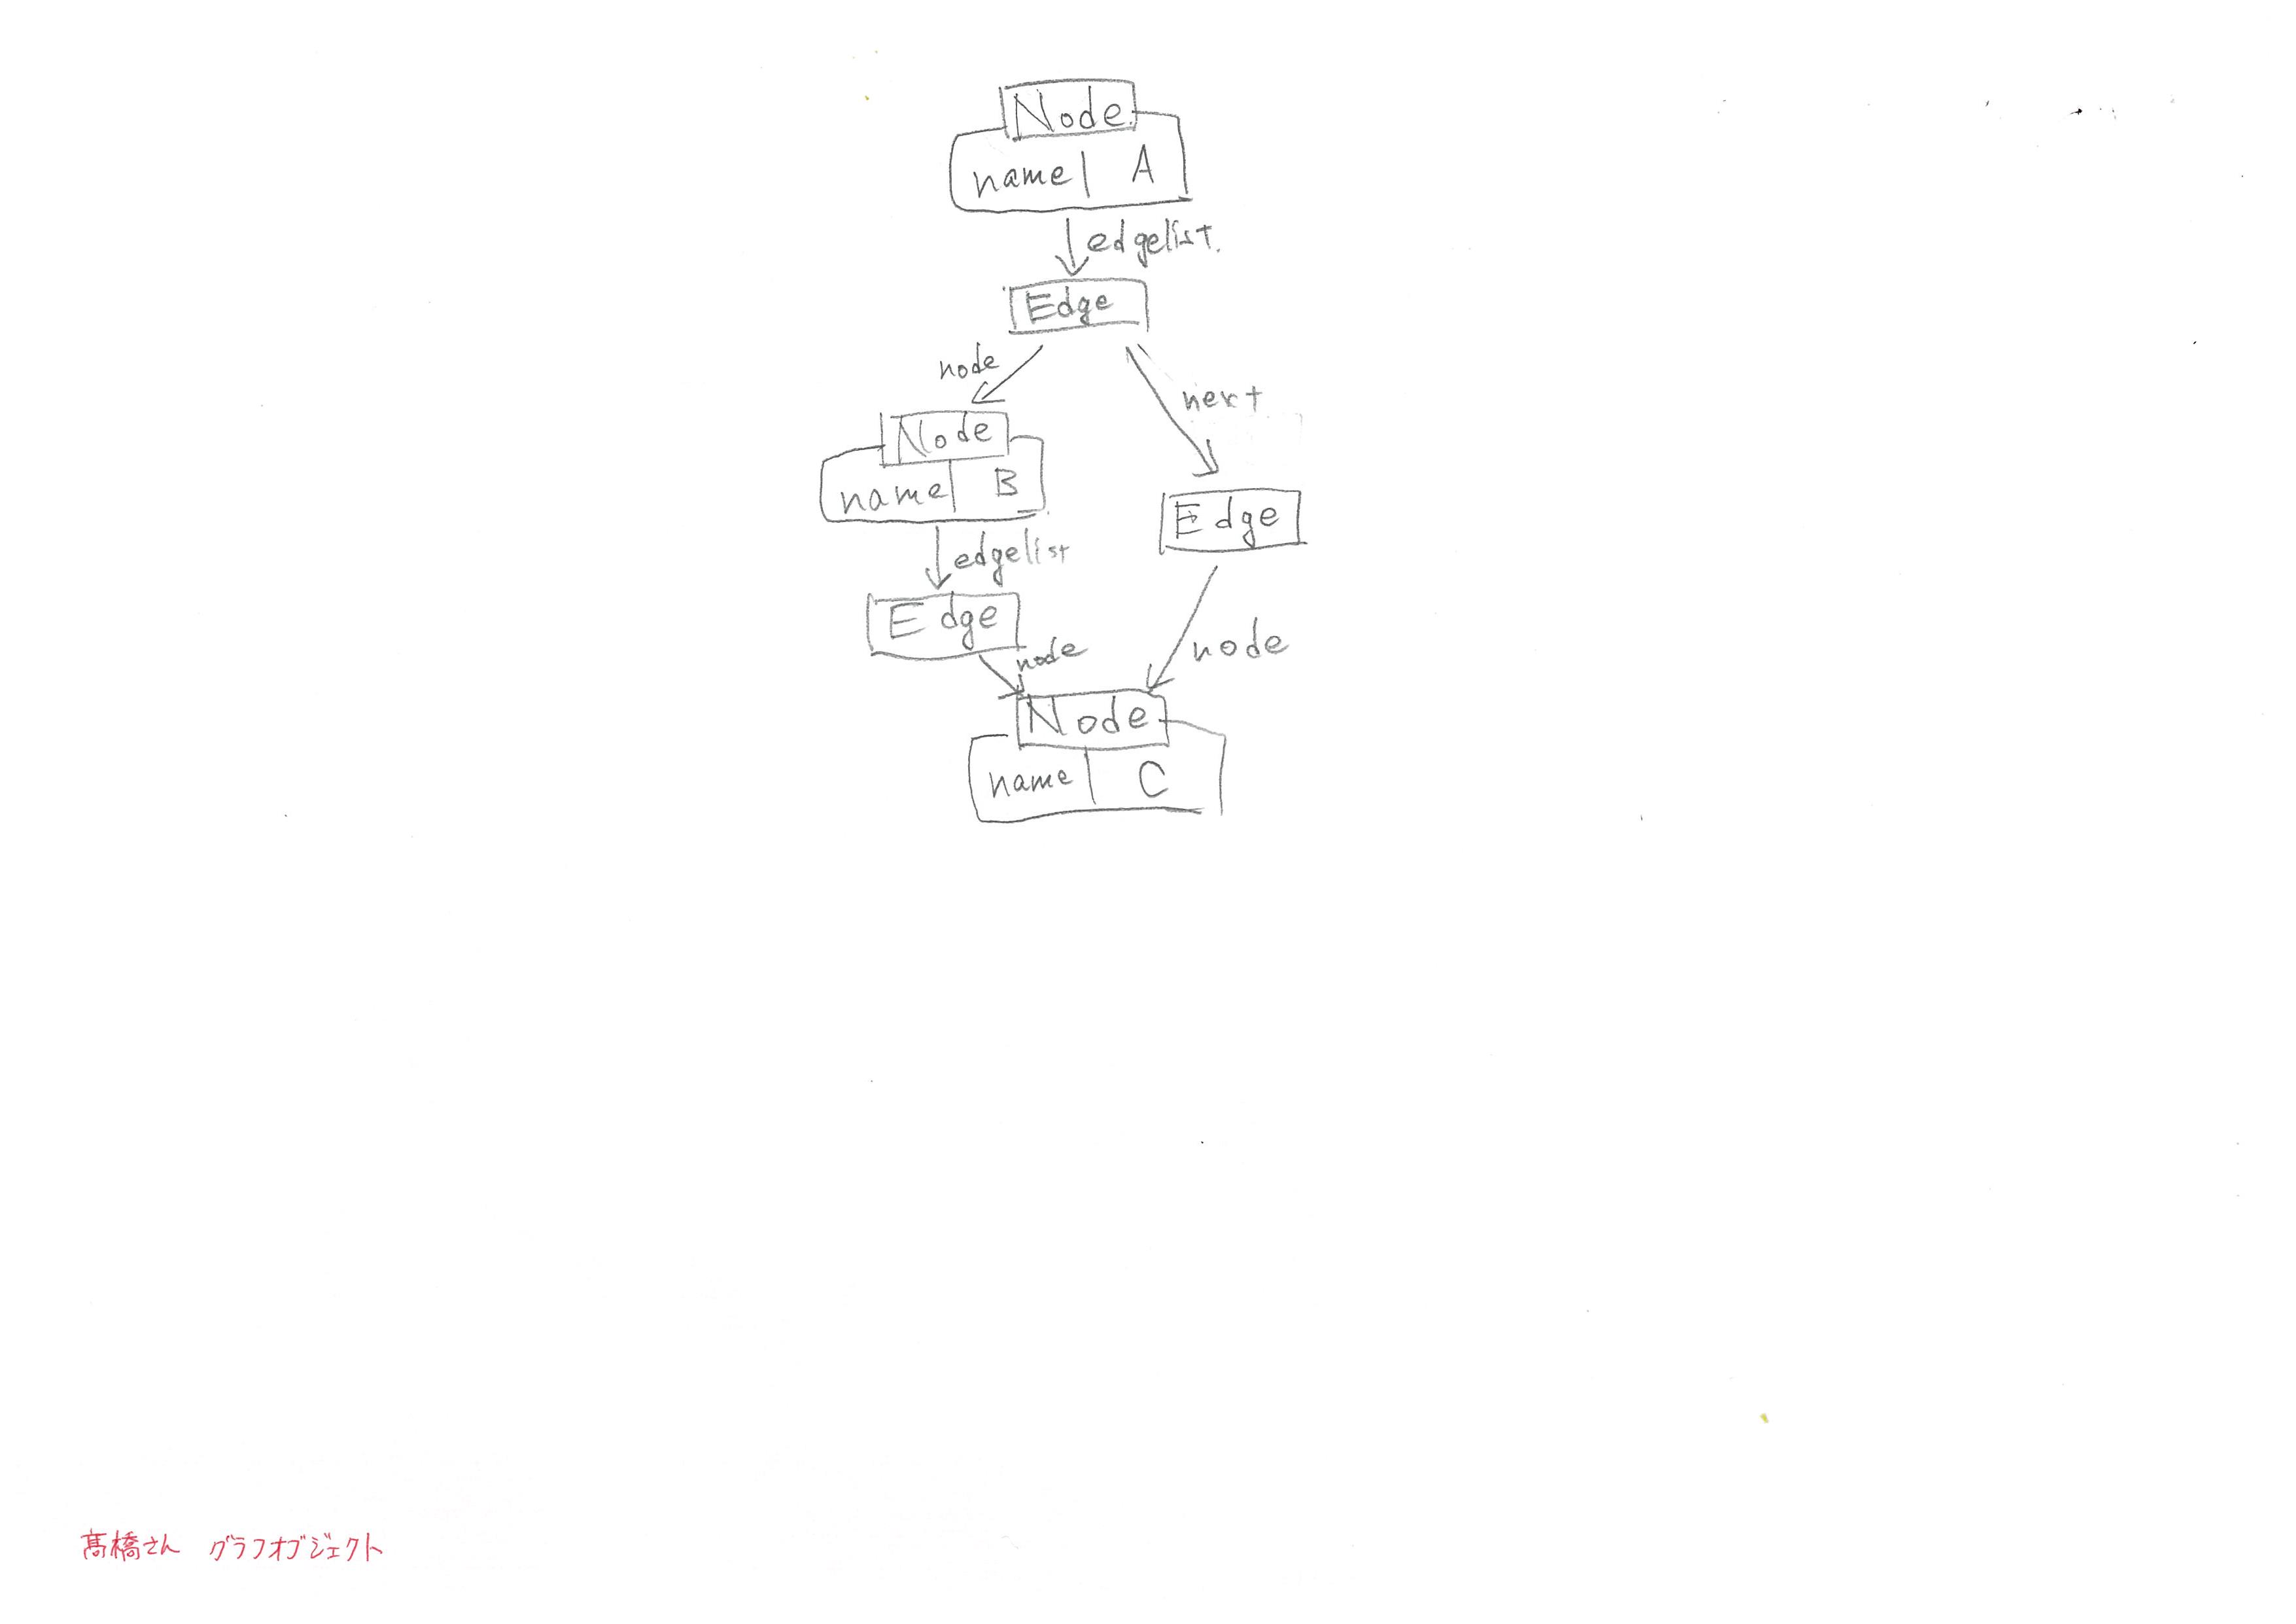 Node
name A
edgelist.
Edge
node
next
Node
name B
Edge
edgelist
Edge
node
node
Node
name C
髙橋さん グラフオブジェクト